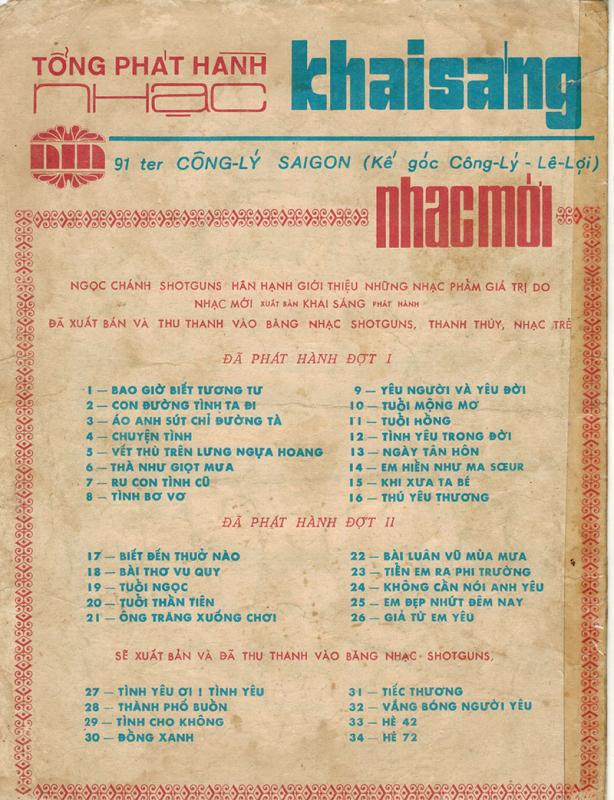 TỔNG PHÁT HÀNH
nhạc
khaisáng
nm
91 ter CÔNG-LÝ SAIGON (Kế góc Công-Lý - Lê-Lợi)
nhạcmới
NGỌC CHÁNH SHOTGUNS HÂN HẠNH GIỚI THIỆU NHỮNG NHẠC PHẨM GIÁ TRỊ DO
NHẠC MỚI XUẤT BẢN KHAI SÁNG PHÁT HÀNH
ĐÃ XUẤT BẢN VÀ THU THANH VÀO BĂNG NHẠC SHOTGUNS, THANH THÚY, NHẠC TRẺ
ĐÃ PHÁT HÀNH ĐỢT I
1 — BAO GIỜ BIẾT TƯƠNG TƯ
2 — CON ĐƯỜNG TÌNH TA ĐI
3 — ÁO ANH SÚT CHỈ ĐƯỜNG TÀ
4 — CHUYỆN TÌNH
5 — VẾT THÙ TRÊN LƯNG NGỰA HOANG
6 — THÀ NHƯ GIỌT MƯA
7 — RU CON TÌNH CŨ
8 — TÌNH BƠ VƠ
9 — YÊU NGƯỜI VÀ YÊU ĐỜI
10 — TUỔI MỘNG MƠ
11 — TUỔI HỒNG
12 — TÌNH YÊU TRONG ĐỜI
13 — NGÀY TÂN HÔN
14 — EM HIỀN NHƯ MA SŒUR
15 — KHI XƯA TA BÉ
16 — THÚ YÊU THƯƠNG
ĐÃ PHÁT HÀNH ĐỢT II
17 — BIẾT ĐẾN THUỞ NÀO
18 — BÀI THƠ VU QUY
19 — TUỔI NGỌC
20 — TUỔI THẦN TIÊN
21 — ÔNG TRĂNG XUỐNG CHƠI
22 — BÀI LUÂN VŨ MÙA MƯA
23 — TIỄN EM RA PHI TRƯỜNG
24 — KHÔNG CẦN NÓI ANH YÊU
25 — EM ĐẸP NHỨT ĐÊM NAY
26 — GIẢ TỪ EM YÊU
SẼ XUẤT BẢN VÀ ĐÃ THU THANH VÀO BĂNG NHẠC SHOTGUNS,
27 — TÌNH YÊU ƠI ! TÌNH YÊU
28 — THÀNH PHỐ BUỒN
29 — TÌNH CHO KHÔNG
30 — ĐỒNG XANH
31 — TIẾC THƯƠNG
32 — VẮNG BÓNG NGƯỜI YÊU
33 — HÈ 42
34 — HÈ 72